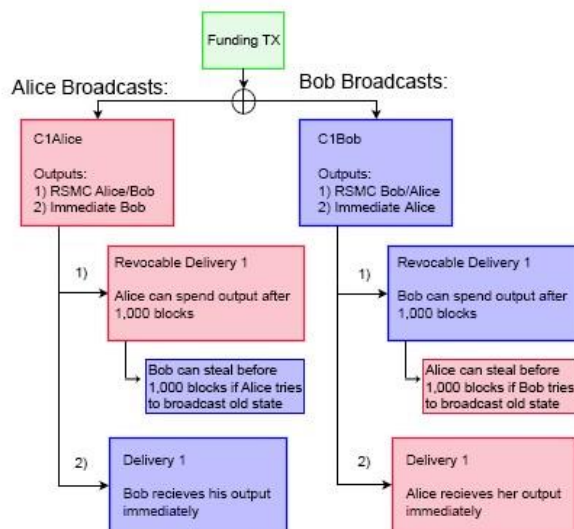 Funding TX
Alice Broadcasts:
Bob Broadcasts:
C1Alice
Outputs:
1) RSMC Alice/Bob
2) Immediate Bob
C1Bob
Outputs:
1) RSMC Bob/Alice
2) Immediate Alice
1)
Revocable Delivery 1
Alice can spend output after
1,000 blocks
1)
Revocable Delivery 1
Bob can spend output after
1,000 blocks
Bob can steal before
1,000 blocks if Alice tries
to broadcast old state
Alice can steal before
1,000 blocks if Bob tries
to broadcast old state
2)
Delivery 1
Bob recieves his output
immediately
2)
Delivery 1
Alice recieves her output
immediately